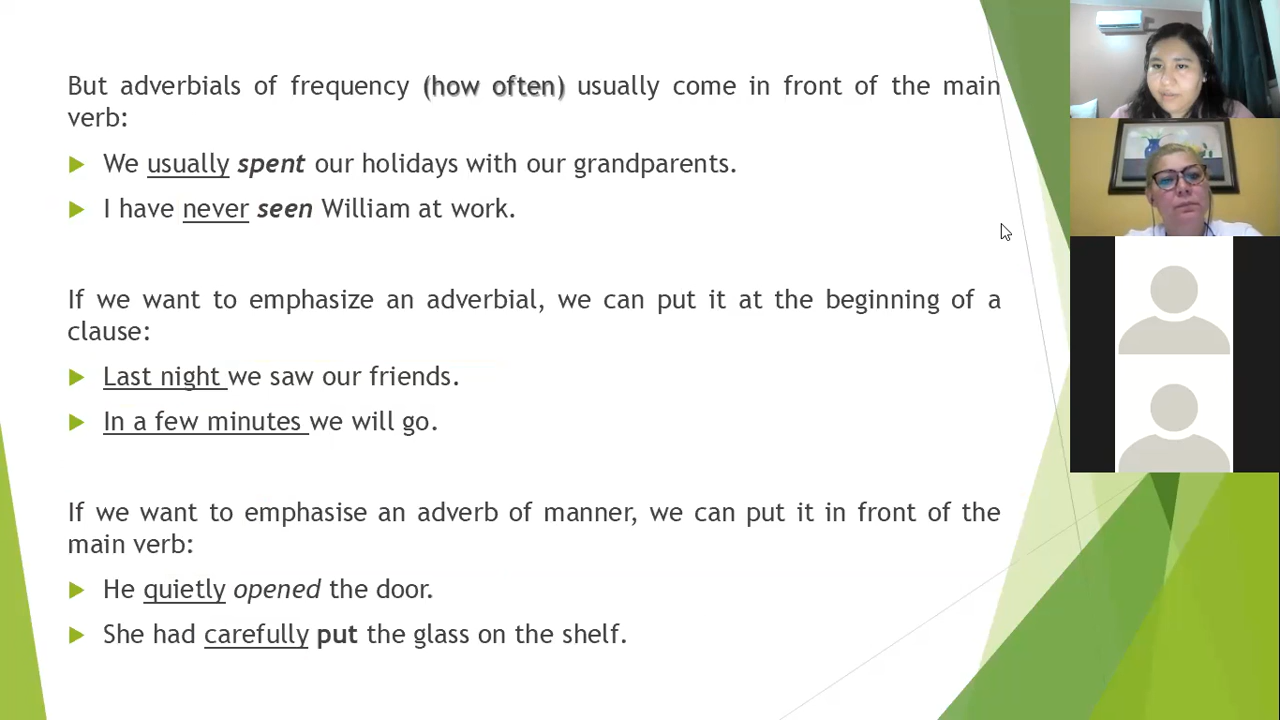 But adverbials of frequency (how often) usually come in front of the main
verb:
We usually spent our holidays with our grandparents.
I have never seen William at work.
If we want to emphasize an adverbial, we can put it at the beginning of a
clause:
Last night we saw our friends.
In a few minutes we will go.
If we want to emphasise an adverb of manner, we can put it in front of the
main verb:
He quietly opened the door.
She had carefully put the glass on the shelf.